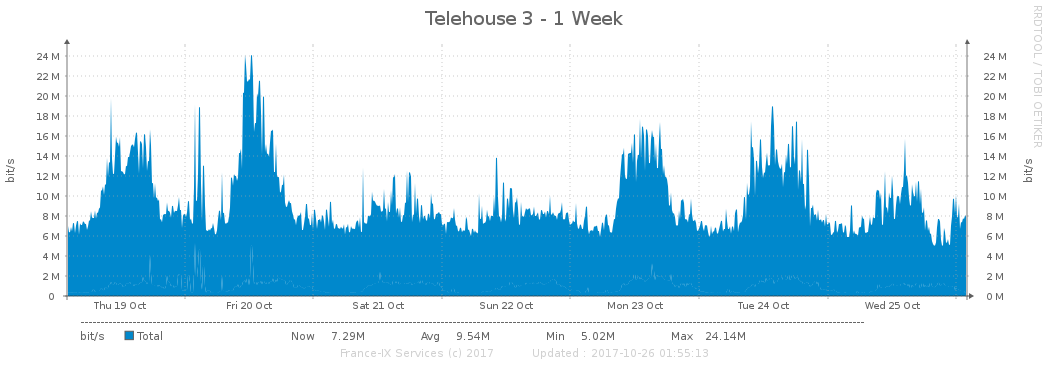 Telehouse 3 - 1 Week
RRDTOOL / TOBI OETIKER
bit/s
24 M 24 M
22 M 22 M
20 M 20 M
18 M 18 M
16 M 16 M
14 M 14 M
12 M 12 M
10 M 10 M
8 M 8 M
6 M 6 M
4 M 4 M
2 M 2 M
0 0 M
bit/s
Thu 19 Oct Fri 20 Oct Sat 21 Oct Sun 22 Oct Mon 23 Oct Tue 24 Oct Wed 25 Oct
bit/s Total Now 7.29M Avg 9.54M Min 5.02M Max 24.14M
France-IX Services (c) 2017 Updated : 2017-10-26 01:55:13